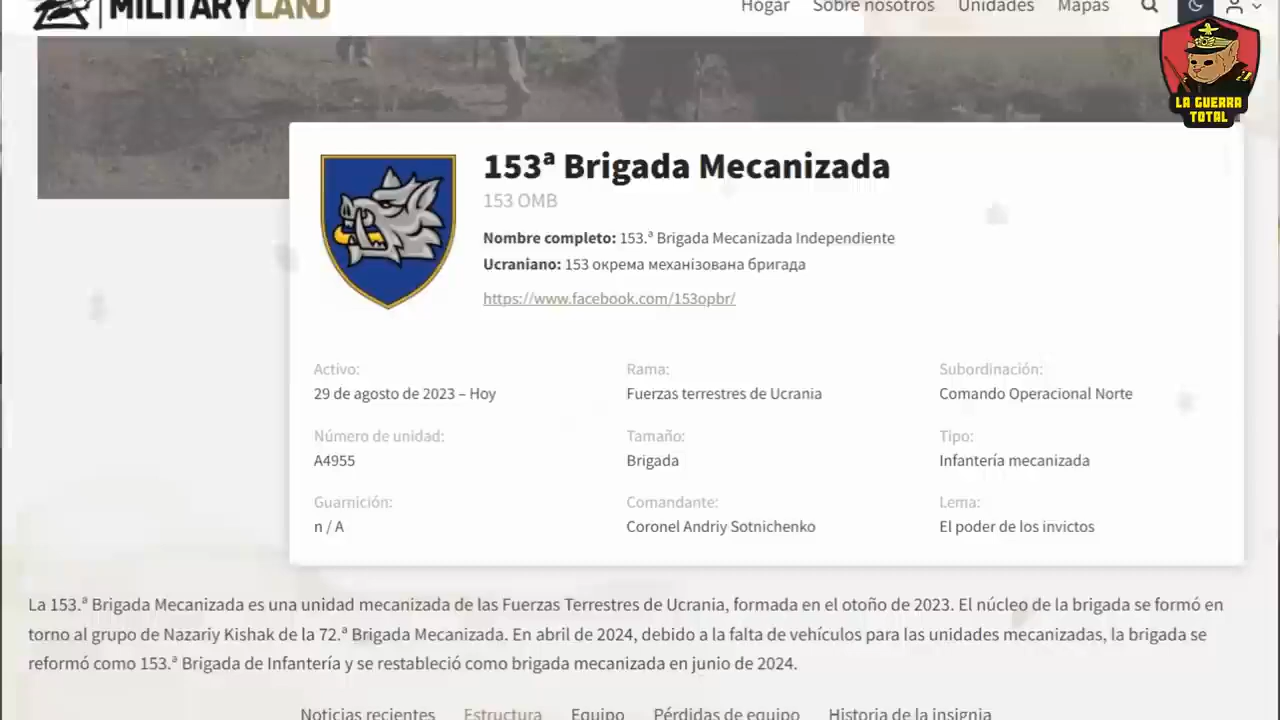 MILITARYLAND
Hogar Sobre nosotros Unidades Mapas
LA GUERRA
TOTAL
153ª Brigada Mecanizada
153 OMB
Nombre completo: 153.ª Brigada Mecanizada Independiente
Ucraniano: 153 окрема механізована бригада
https://www.facebook.com/153opbr/
Activo: Rama: Subordinación:
29 de agosto de 2023 – Hoy Fuerzas terrestres de Ucrania Comando Operacional Norte
Número de unidad: Tamaño: Tipo:
A4955 Brigada Infantería mecanizada
Guarnición: Comandante: Lema:
n / A Coronel Andriy Sotnichenko El poder de los invictos
La 153.ª Brigada Mecanizada es una unidad mecanizada de las Fuerzas Terrestres de Ucrania, formada en el otoño de 2023. El núcleo de la brigada se formó en
torno al grupo de Nazariy Kishak de la 72.ª Brigada Mecanizada. En abril de 2024, debido a la falta de vehículos para las unidades mecanizadas, la brigada se
reformó como 153.ª Brigada de Infantería y se restableció como brigada mecanizada en junio de 2024.
Noticias recientes Estructura Equipo Pérdidas de equipo Historia de la insignia